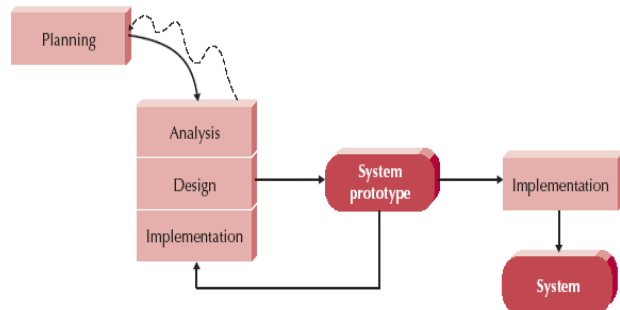 Planning
Analysis
Design
Implementation
System
prototype
Implementation
System